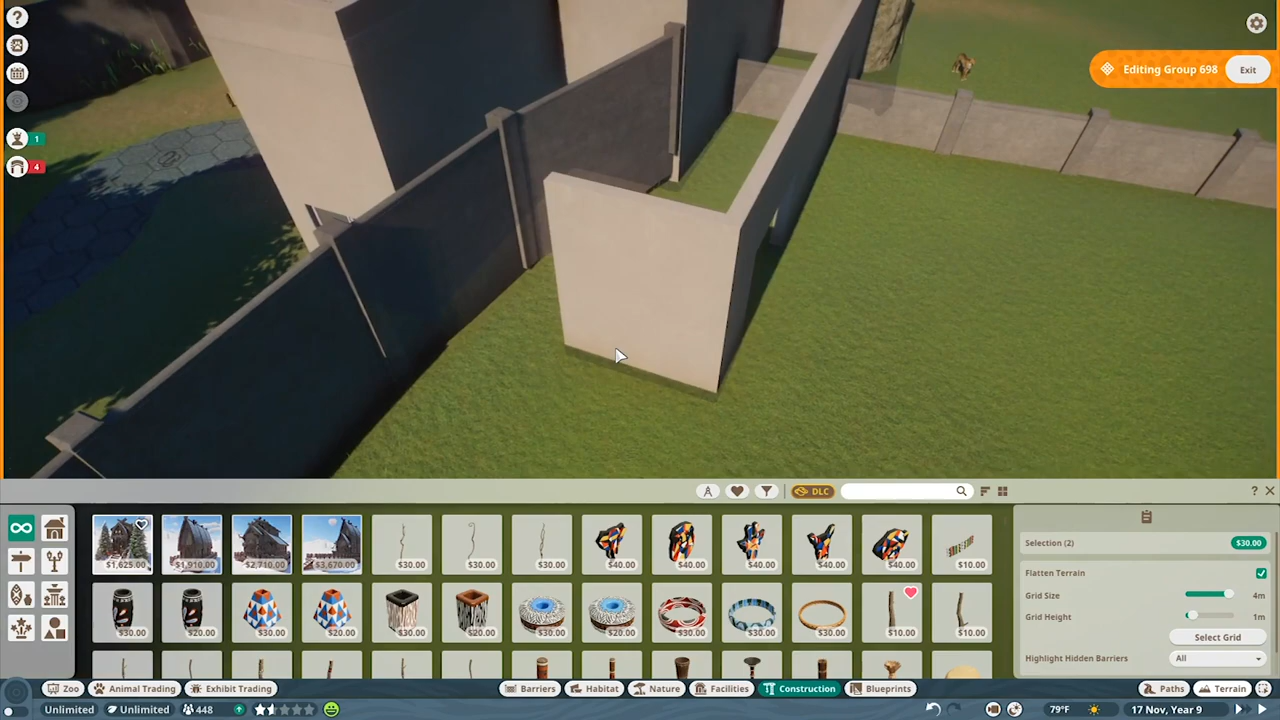 ?
Editing Group 698
Exit
1
4
DLC
?
$1,625.00
$1,910.00
$2,710.00
$3,670.00
$30.00
$30.00
$30.00
$40.00
$40.00
$40.00
$40.00
$40.00
$10.00
Selection (2)
$30.00
Flatten Terrain
Grid Size
4m
Grid Height
1m
Select Grid
Highlight Hidden Barriers
All
$30.00
$20.00
$30.00
$20.00
$30.00
$30.00
$30.00
$20.00
$30.00
$30.00
$30.00
$10.00
$10.00
Zoo
Animal Trading
Exhibit Trading
Barriers
Habitat
Nature
Facilities
Construction
Blueprints
Paths
Terrain
Unlimited
Unlimited
448
79°F
17 Nov, Year 9